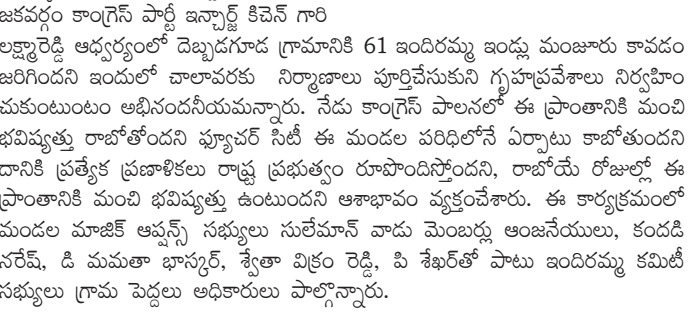 జకవర్గం కాంగ్రెస్ పార్టీ ఇన్చార్జ్ కిచెన్ గారి
లక్ష్మారెడ్డి ఆధ్వర్యంలో దెబ్బడగూడ గ్రామానికి 61 ఇందిరమ్మ ఇండ్లు మంజూరు కావడం
జరిగిందని ఇందులో చాలావరకు నిర్మాణాలు పూర్తిచేసుకుని గృహప్రవేశాలు నిర్వహిం
చుకుంటుంటం అభినందనీయమన్నారు. నేడు కాంగ్రెస్ పాలనలో ఈ ప్రాంతానికి మంచి
భవిష్యత్తు రాబోతోందని ఫ్యూచర్ సిటీ ఈ మండల పరిధిలోనే ఏర్పాటు కాబోతుందని
దానికి ప్రత్యేక ప్రణాళికలు రాష్ట్ర ప్రభుత్వం రూపొందిస్తోందని, రాబోయే రోజుల్లో ఈ
ప్రాంతానికి మంచి భవిష్యత్తు ఉంటుందని ఆశాభావం వ్యక్తంచేశారు. ఈ కార్యక్రమంలో
మండల మాజిక్ ఆప్షన్స్ సభ్యులు సులేమాన్ వాడు మెంబర్లు ఆంజనేయులు, కందడి
నరేష్, డి మమతా భాస్కర్, శ్వేతా విక్రం రెడ్డి, పి శేఖర్‌తో పాటు ఇందిరమ్మ కమిటీ
సభ్యులు గ్రామ పెద్దలు అధికారులు పాల్గొన్నారు.